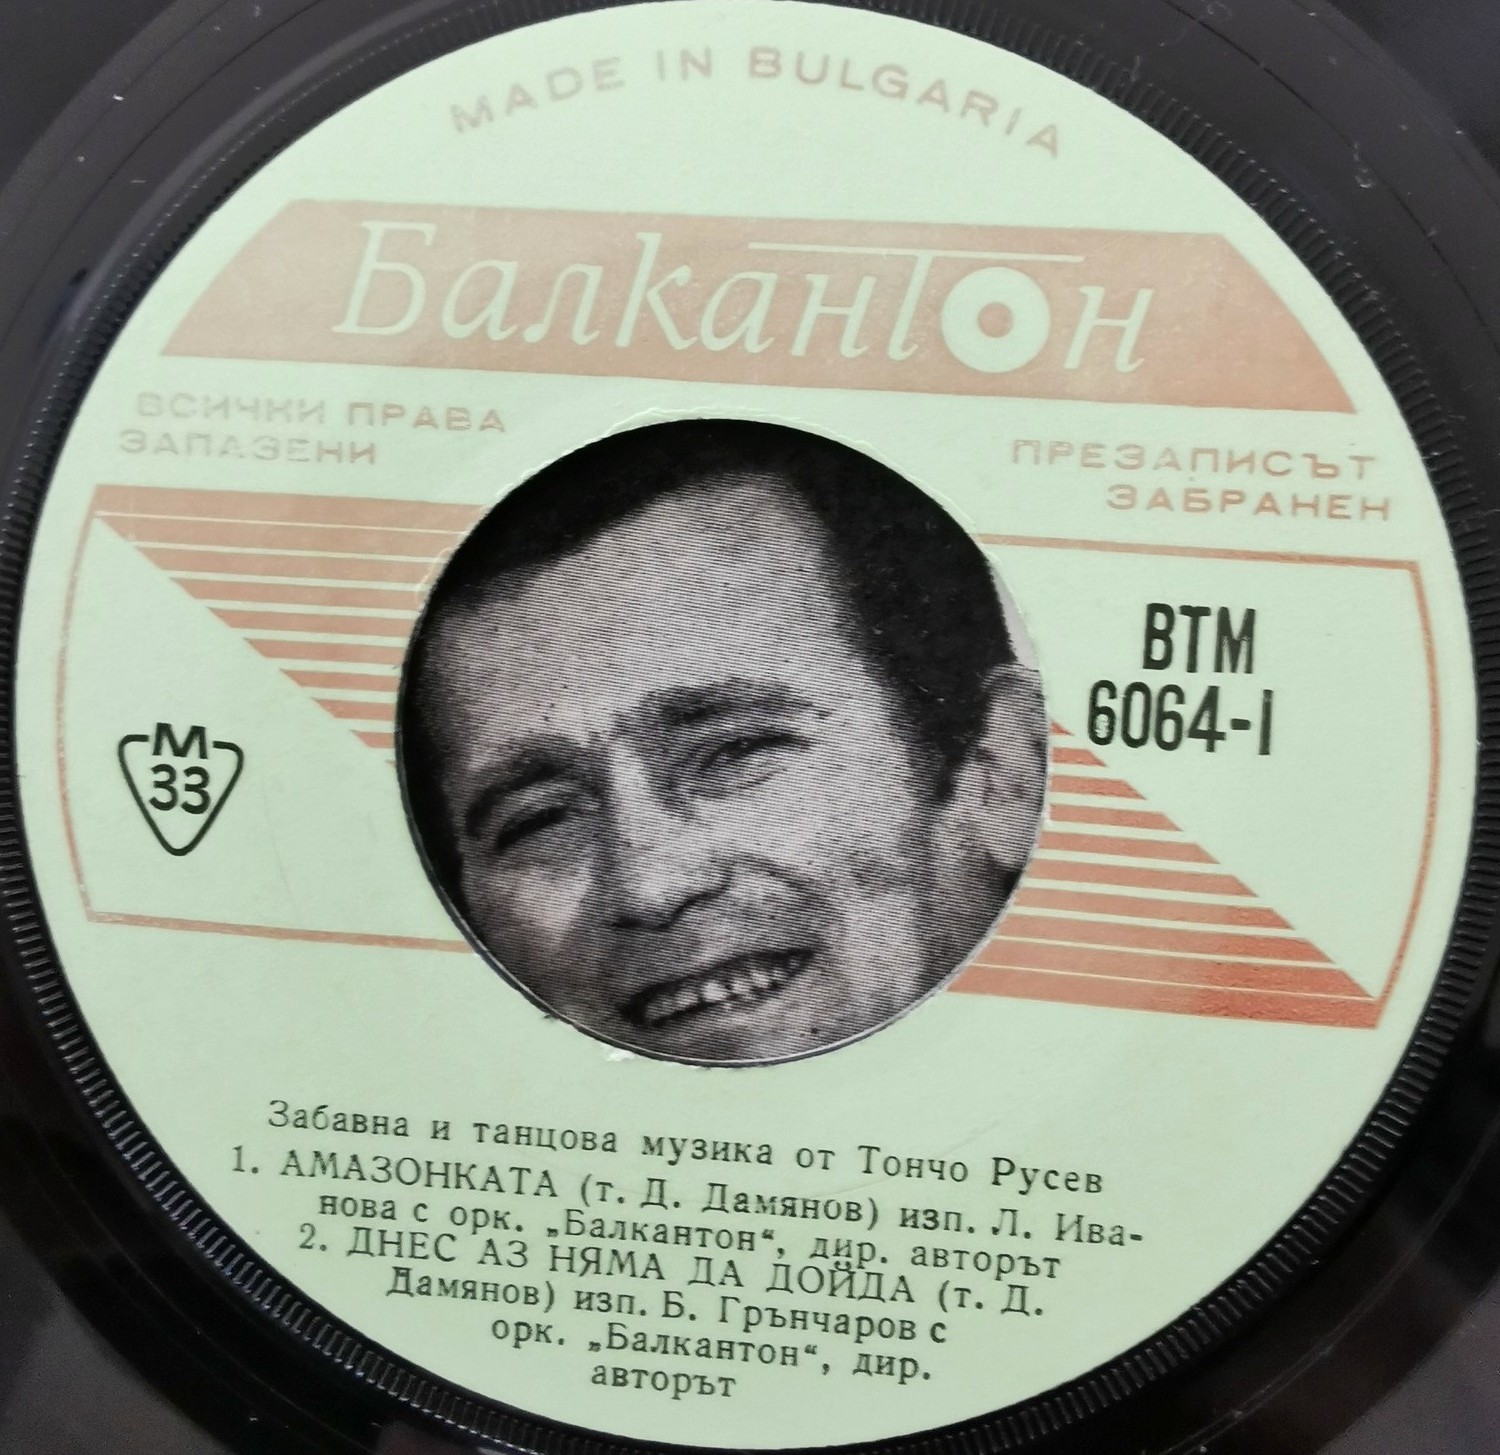 MADE IN BULGARIA
Балкантон
ВСИЧКИ ПРАВА
ЗАПАЗЕНИ
ПРЕЗАПИСЪТ
ЗАБРАНЕН
ВТМ
6064-I
М
33
Забавна и танцова музика от Тончо Русев
1. АМАЗОНКАТА (т. Д. Дамянов) изп. Л. Ива-
нова с орк. „Балкантон“, дир. авторът
2. ДНЕС АЗ НЯМА ДА ДОЙДА (т. Д.
Дамянов) изп. Б. Грънчаров с
орк. „Балкантон“, дир.
авторът